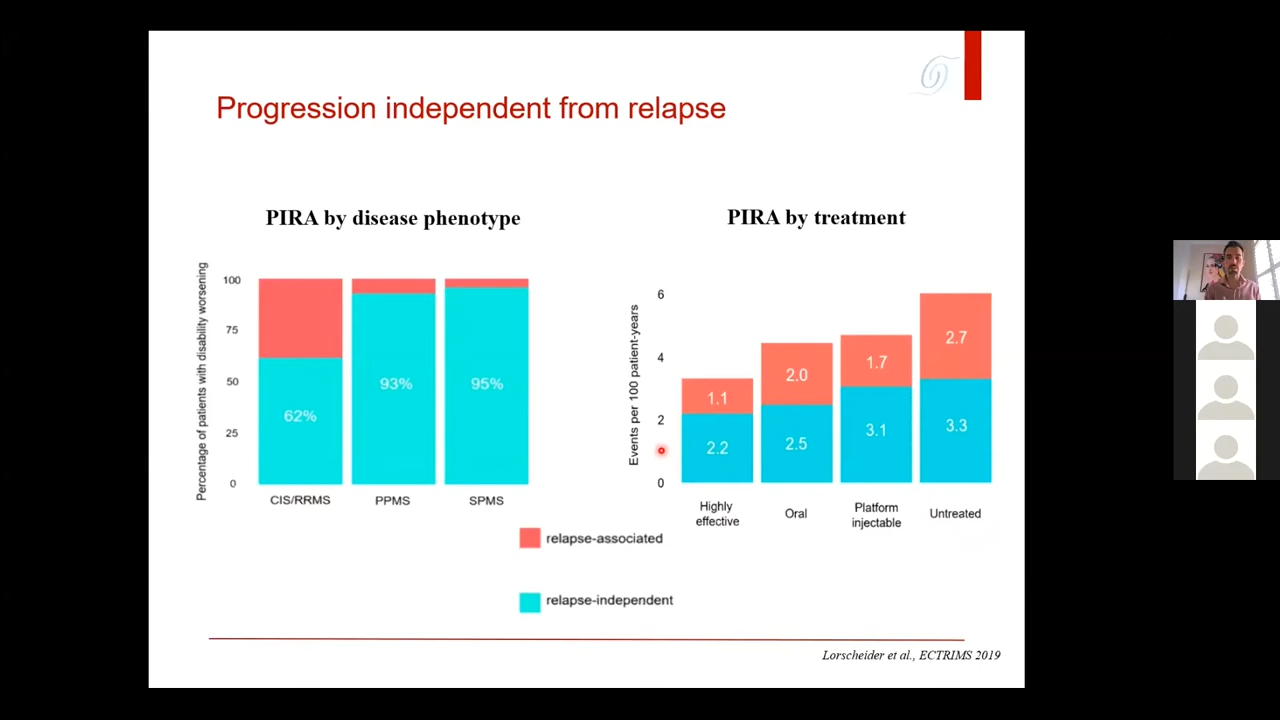 Progression independent from relapse
PIRA by disease phenotype
Percentage of patients with disability worsening
100
75
50
25
0
62%
93%
95%
CIS/RRMS
PPMS
SPMS
PIRA by treatment
Events per 100 patient-years
6
4
2
0
1.1
2.2
2.0
2.5
1.7
3.1
2.7
3.3
Highly
effective
Oral
Platform
injectable
Untreated
relapse-associated
relapse-independent
Lorscheider et al., ECTRIMS 2019